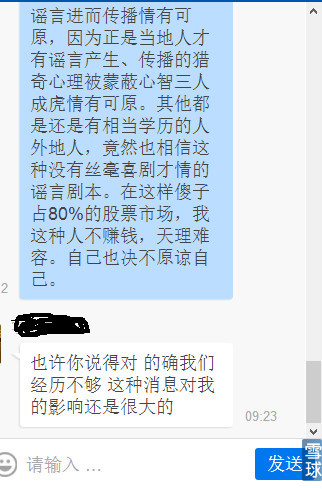 谣言进而传播情有可
原，因为正是当地人才
有谣言产生、传播的猎
奇心理被蒙蔽心智三人
成虎情有可原。其他都
是还是有相当学历的人
外地人，竟然也相信这
种没有丝毫喜剧才情的
谣言剧本。在这样傻子
占80%的股票市场，我
这种人不赚钱，天理难
容。自己也决不原谅自
己。
2
也许你说得对 的确我们
经历不够 这种消息对我
的影响还是很大的
09:23
请输入 ...
发送
雪球